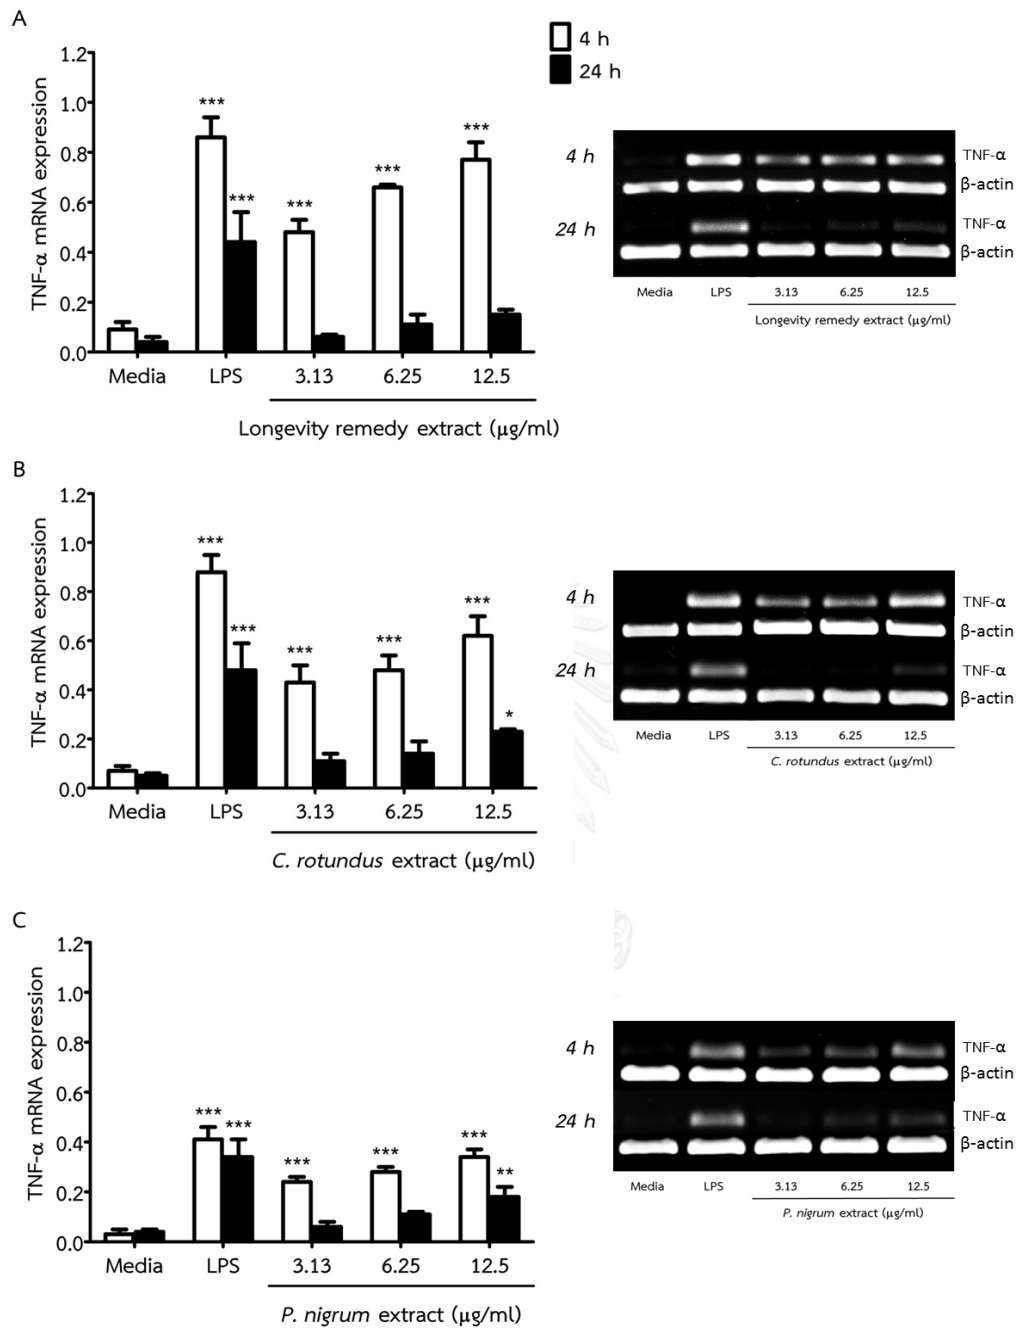 A
4 h
24 h
TNF-α mRNA expression
1.2
1.0
0.8
0.6
0.4
0.2
0.0
***
***
***
***
***
Media LPS 3.13 6.25 12.5
Longevity remedy extract (μg/ml)
4 h TNF-α
β-actin
24 h TNF-α
β-actin
Media LPS 3.13 6.25 12.5
Longevity remedy extract (μg/ml)
B
TNF-α mRNA expression
1.2
1.0
0.8
0.6
0.4
0.2
0.0
***
***
***
***
***
*
Media LPS 3.13 6.25 12.5
C. rotundus extract (μg/ml)
4 h TNF-α
β-actin
24 h TNF-α
β-actin
Media LPS 3.13 6.25 12.5
C. rotundus extract (μg/ml)
C
TNF-α mRNA expression
1.2
1.0
0.8
0.6
0.4
0.2
0.0
***
***
***
***
***
**
Media LPS 3.13 6.25 12.5
P. nigrum extract (μg/ml)
4 h TNF-α
β-actin
24 h TNF-α
β-actin
Media LPS 3.13 6.25 12.5
P. nigrum extract (μg/ml)